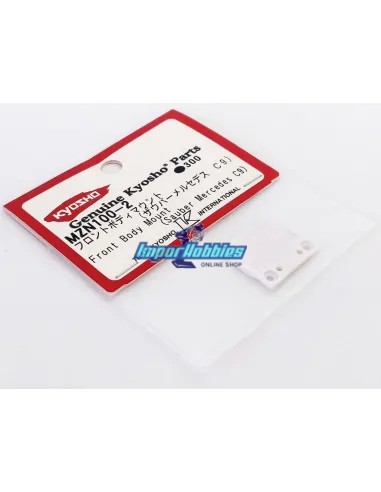 KYOSHO
Genuine Kyosho® Parts
MZN100-2 ●300
フロントボディマウント (ザウバーメルセデス C9)
Front Body Mount (Sauber Mercedes C9)
KYOSHO INTERNATIONAL
ImporHobbies
ONLINE SHOP